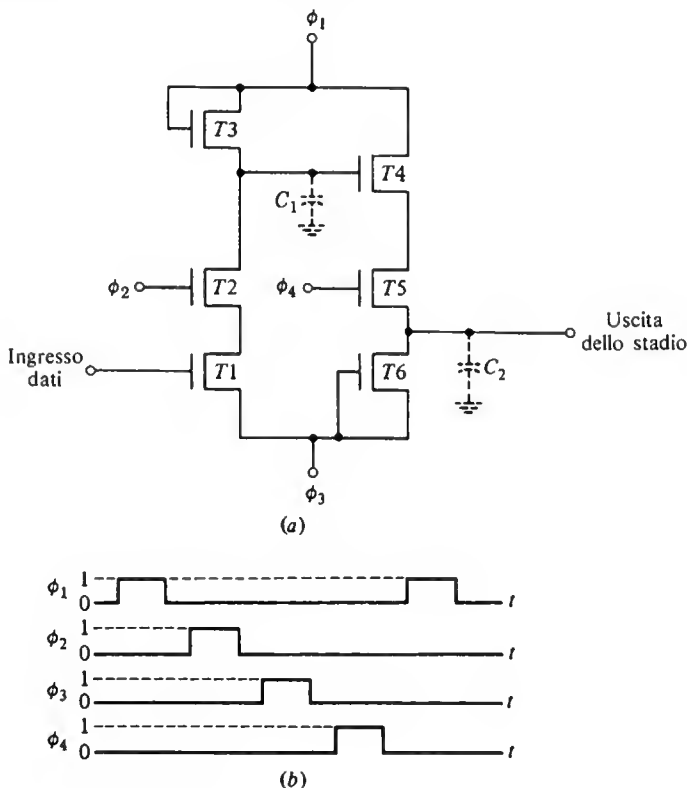 ϕ₁
T3
T4
C₁
ϕ₂
T2
ϕ₄
T5
Uscita
dello stadio
Ingresso
dati
T1
T6
C₂
ϕ₃
(a)
ϕ₁ 1
0 t
ϕ₂ 1
0 t
ϕ₃ 1
0 t
ϕ₄ 1
0 t
(b)